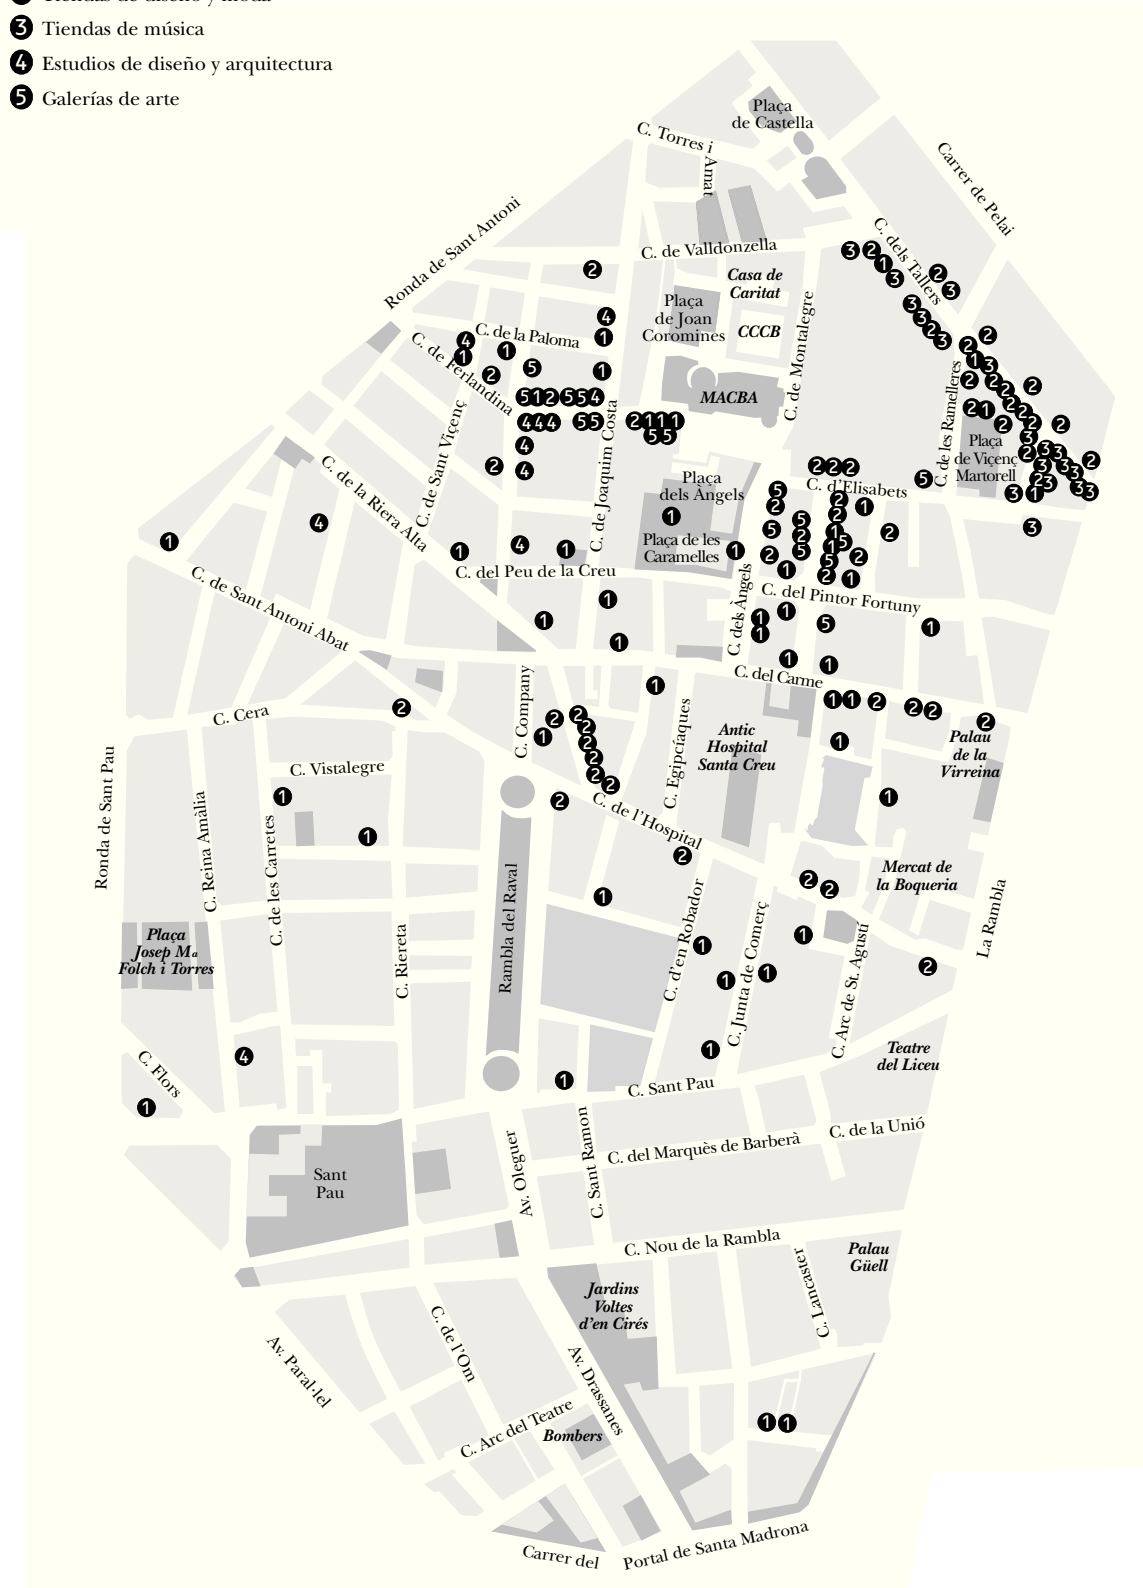 3 Tiendas de música
4 Estudios de diseño y arquitectura
5 Galerías de arte
Plaça
de Castella
C. Torres i
Amat
Carrer de Pelai
Ronda de Sant Antoni
C. de Valldonzella
C. dels Tallers
Casa de
Caritat
Plaça
de Joan
Coromines
CCCB
C. de Montalegre
C. de la Paloma
C. de Ferlandina
MACBA
C. de les Ramelleres
C. de Sant Vicenç
C. de Joaquim Costa
Plaça
de Vicenç
Martorell
C. de la Riera Alta
Plaça
dels Àngels
C. d'Elisabets
Plaça de les
Caramelles
C. del Peu de la Creu
C. de Sant Antoni Abat
C. dels Àngels
C. del Pintor Fortuny
C. del Carme
C. Cera
C. Company
C. Egipcíaques
Antic
Hospital
Santa Creu
Palau
de la
Virreina
Ronda de Sant Pau
C. Vistalegre
C. Reina Amàlia
C. de les Carretes
C. de l'Hospital
Mercat de
la Boqueria
Rambla del Raval
C. d'en Robador
C. Junta de Comerç
La Rambla
Plaça
Josep Ma
Folch i Torres
C. Riereta
C. Arc de St. Agustí
C. Flors
Teatre
del Liceu
C. Sant Pau
C. de la Unió
C. del Marquès de Barberà
Sant
Pau
Av. Oleguer
C. Sant Ramon
C. Nou de la Rambla
Palau
Güell
C. Lancaster
Jardins
Voltes
d'en Cirés
Av. Paral·lel
C. de l'Om
Av. Drassanes
C. Arc del Teatre
Bombers
Carrer del
Portal de Santa Madrona